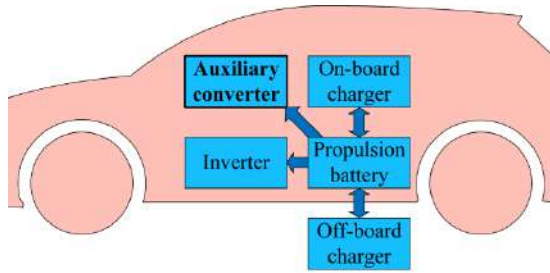 Auxiliary
converter
On-board
charger
Inverter
Propulsion
battery
Off-board
charger